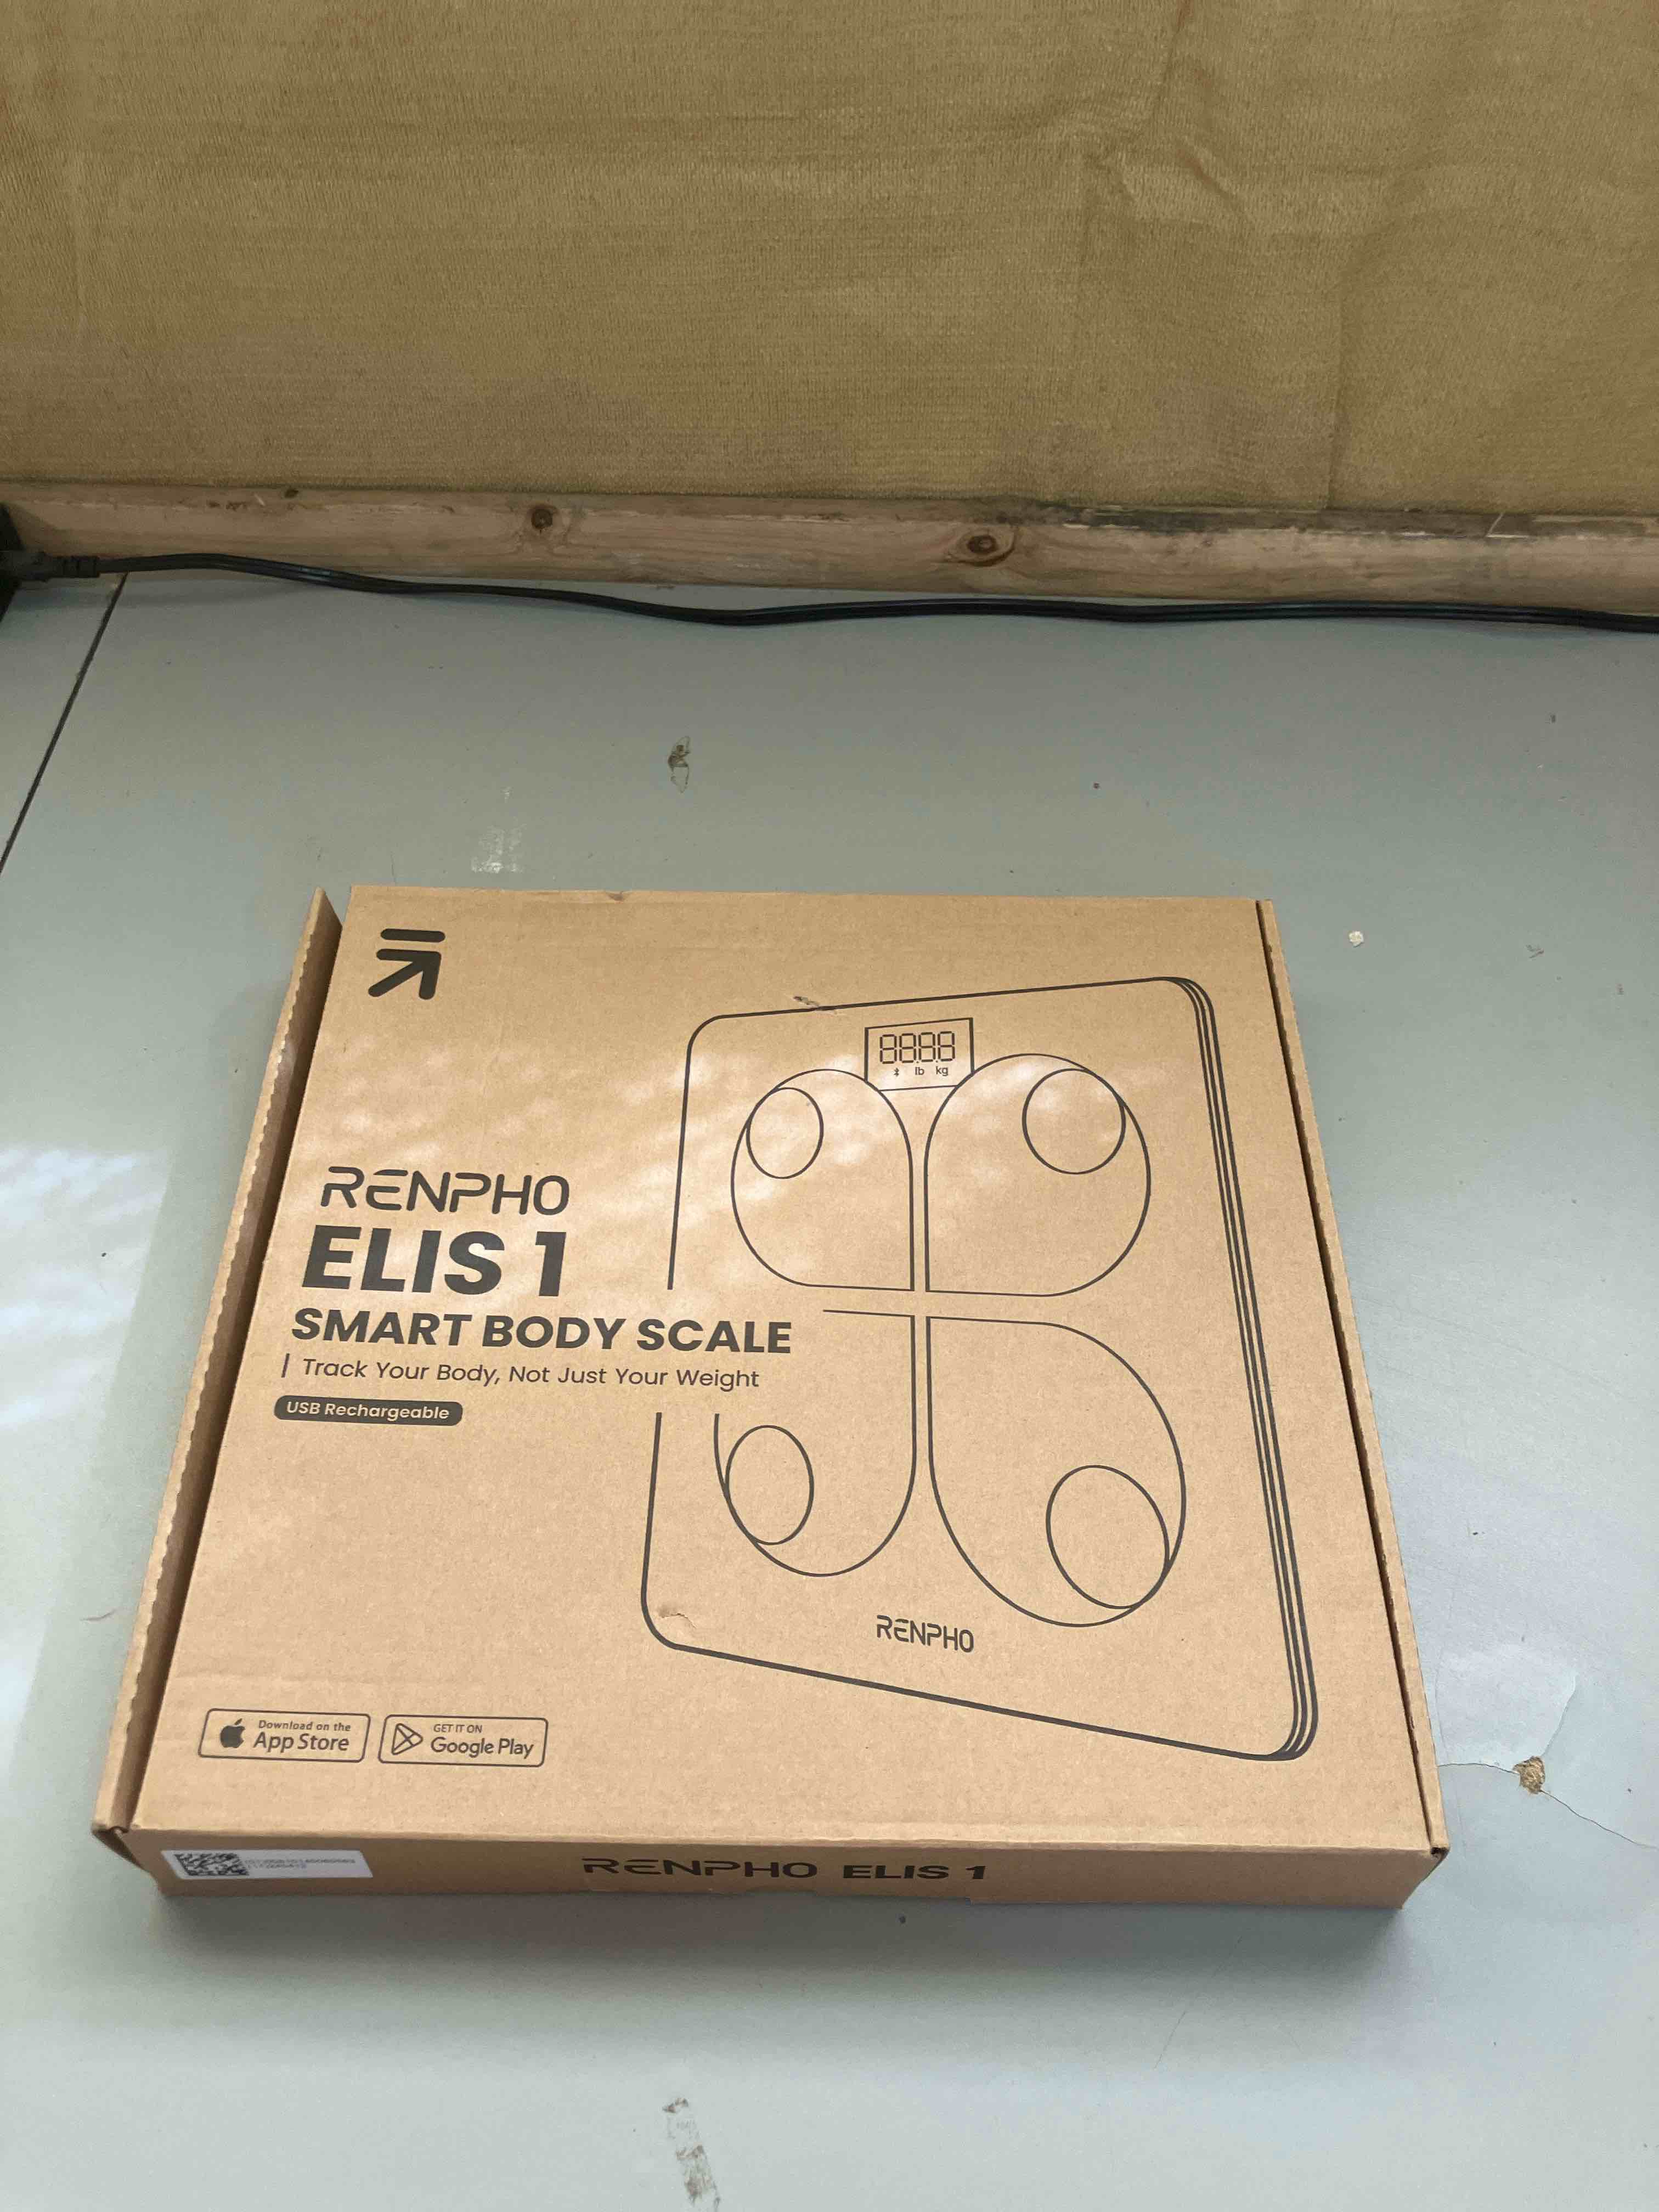 8888
lb kg
RENPHO
ELIS 1
SMART BODY SCALE
Track Your Body, Not Just Your Weight
USB Rechargeable
RENPHO
Download on the
App Store
GET IT ON
Google Play
RENPHO ELIS 1